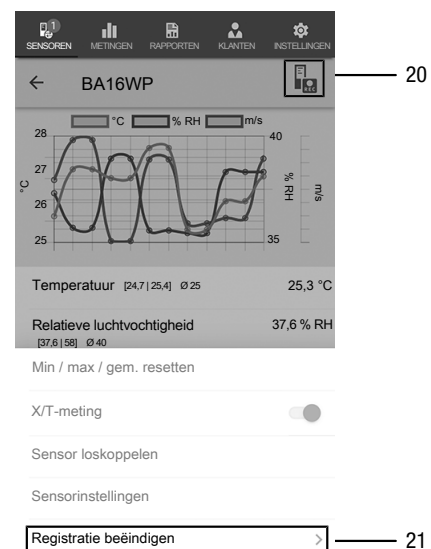 1
SENSOREN METINGEN RAPPORTEN KLANTEN INSTELLINGEN
← BA16WP
20
°C % RH m/s
28 40
27
°C % RH m/s
26
25 35
Temperatuur [24,7 | 25,4] Ø 25 25,3 °C
Relatieve luchtvochtigheid 37,6 % RH
[37,6 | 58] Ø 40
Min / max / gem. resetten
X/T-meting
Sensor loskoppelen
Sensorinstellingen
Registratie beëindigen > 21